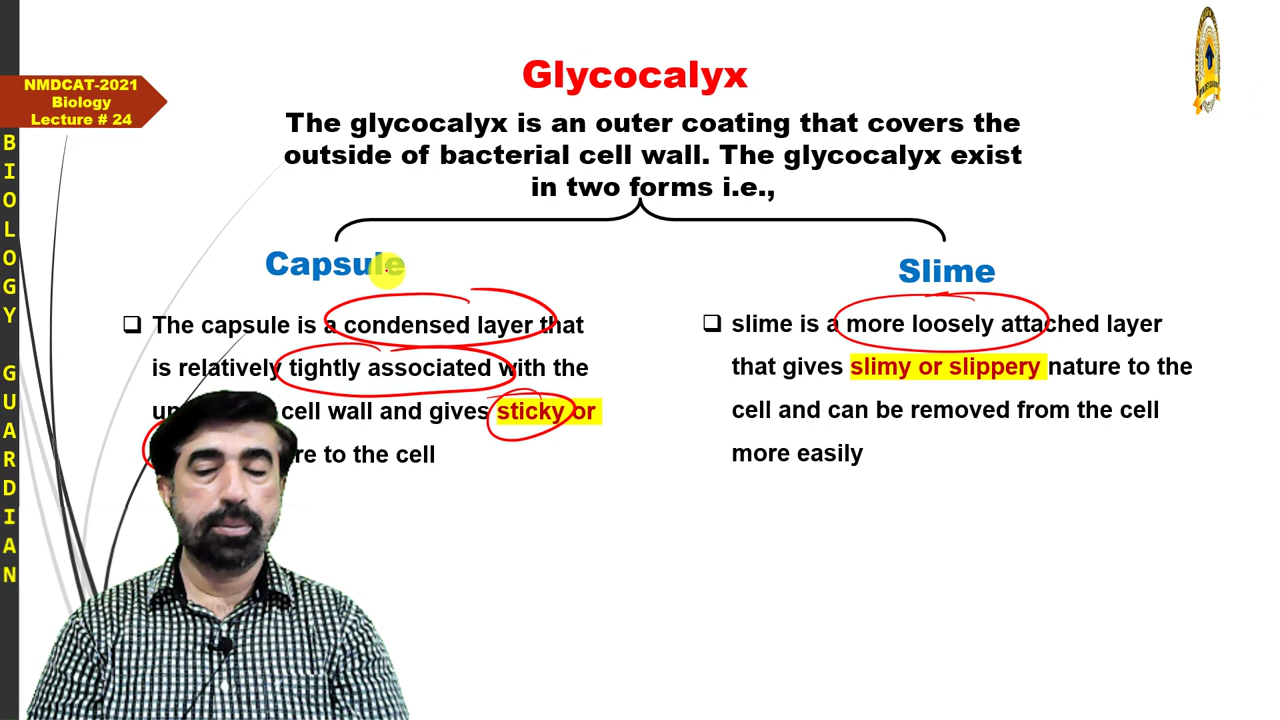 NMDCAT-2021
Biology
Lecture # 24
BIOLOGY GUARDIAN
Glycocalyx
The glycocalyx is an outer coating that covers the
outside of bacterial cell wall. The glycocalyx exist
in two forms i.e.,
Capsule
❑ The capsule is a condensed layer that
is relatively tightly associated with the
cell wall and gives sticky or
to the cell
Slime
❑ slime is a more loosely attached layer
that gives slimy or slippery nature to the
cell and can be removed from the cell
more easily